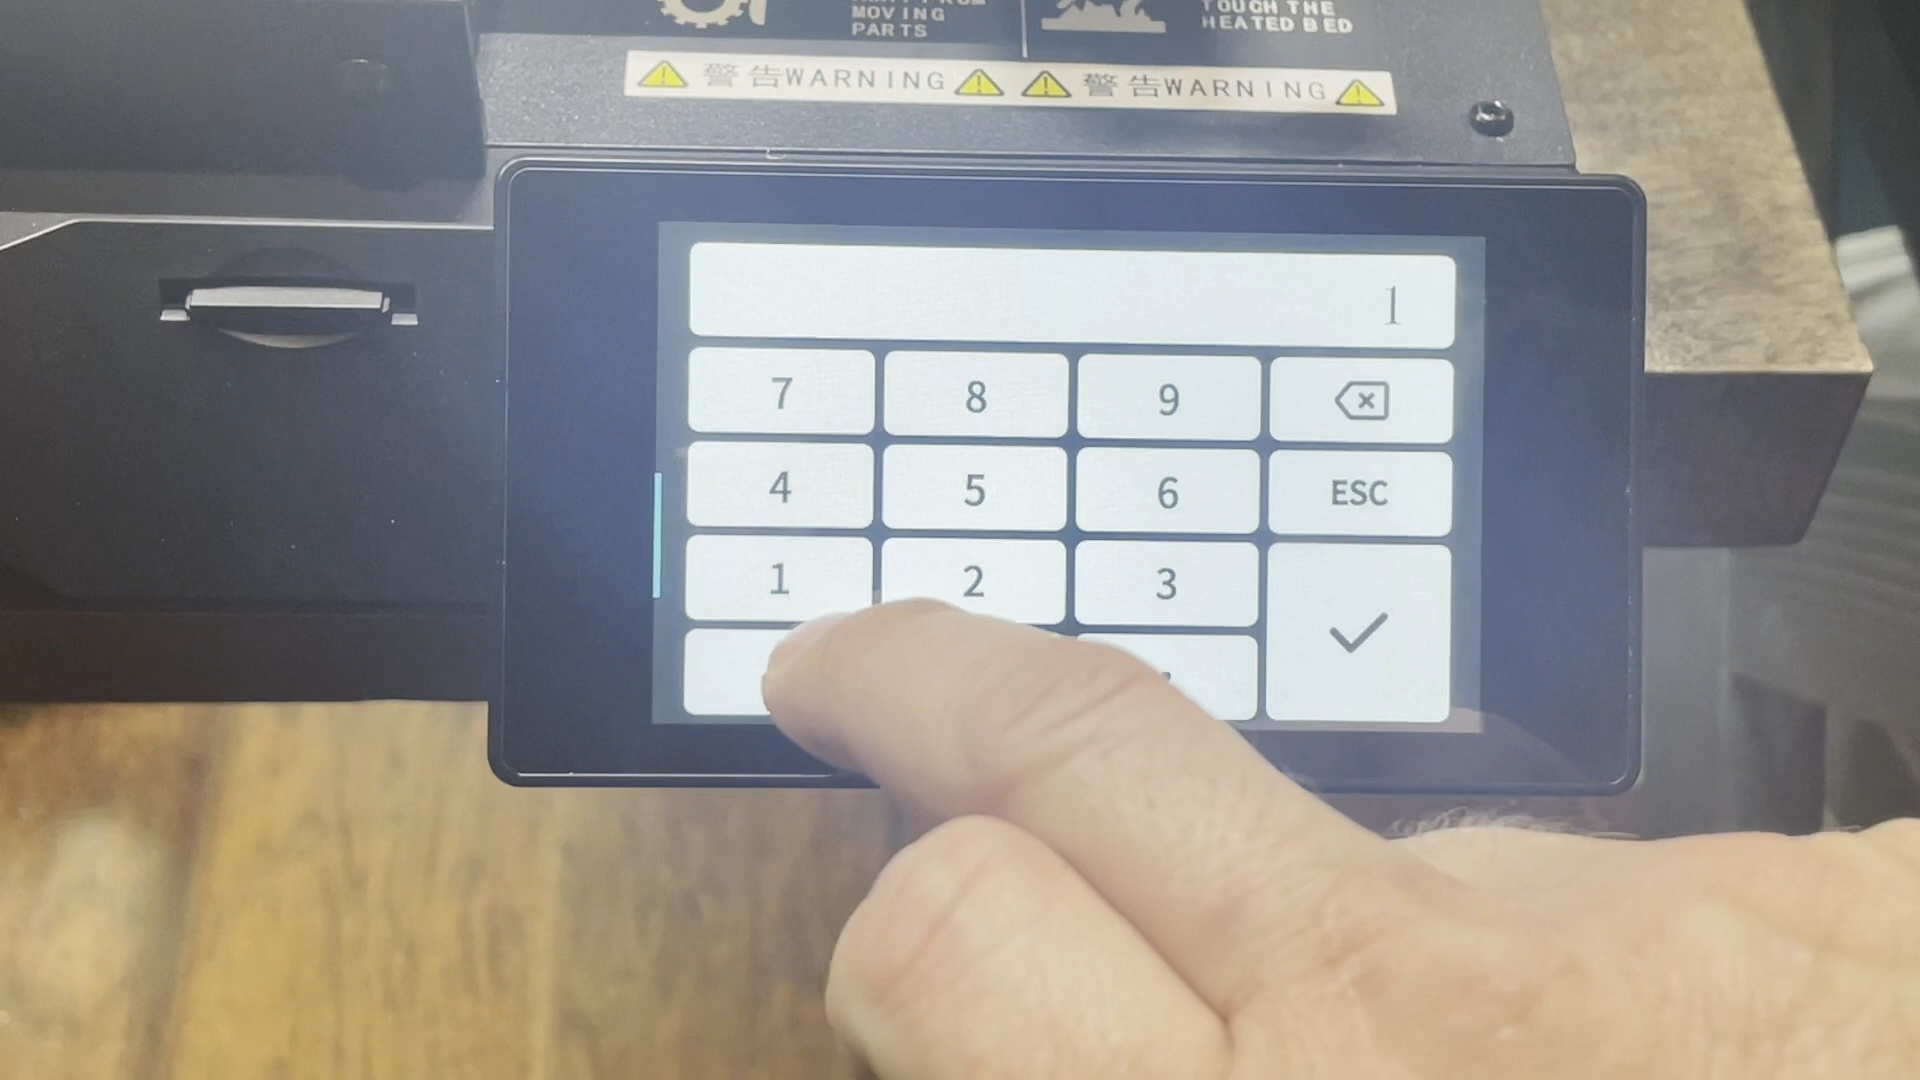 MOVING
PARTS
TOUCH THE
HEATED BED
警告WARNING 警告WARNING
1
7 8 9
4 5 6 ESC
1 2 3